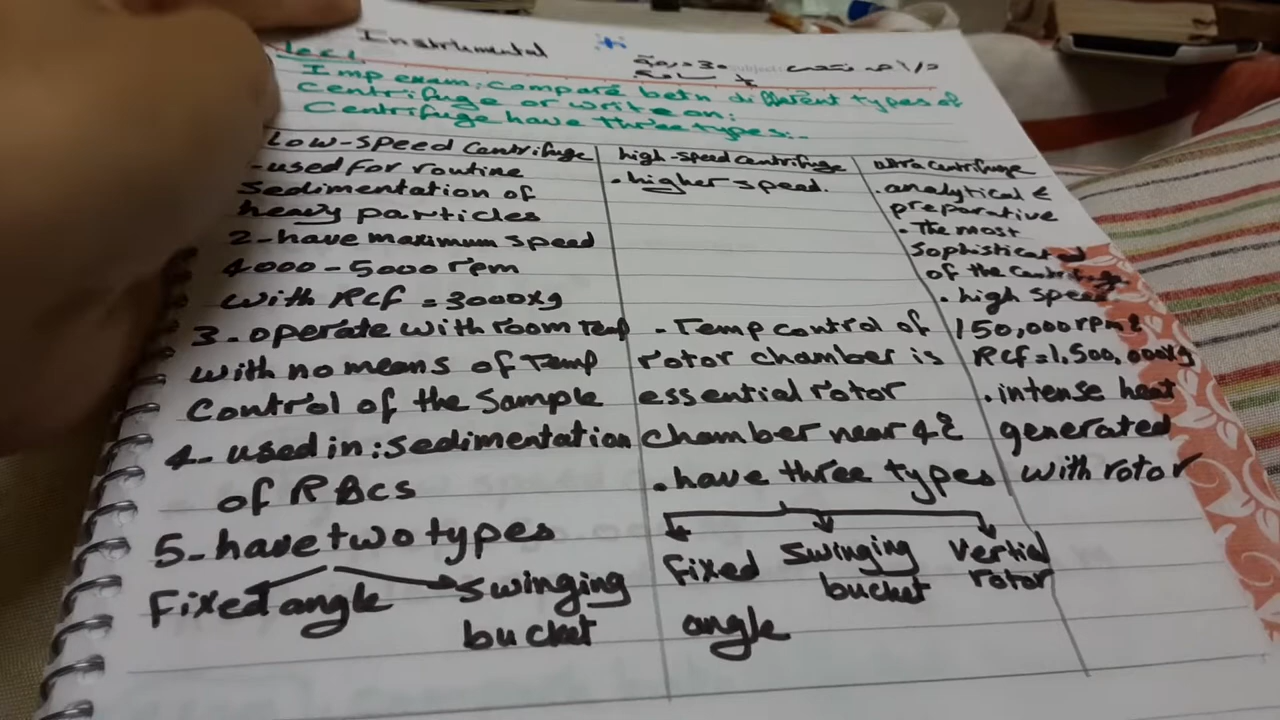 Instrumental
Lec 1.
Imp exam: compare betn different types of
Centrifuge or write on:
Centrifuge have three types:-
Low-speed Centrifuge
-used for routine
Sedimentation of
heavy particles
2-have maximum speed
4000-5000 rpm
with RCf = 3000xg
3-operate with room Temp
with no means of Temp
Control of the Sample
4- used in: sedimentation
of RBcs
5-have two types
Fixed angle
Swinging
bucket
high-speed centrifuge
. higher speed.
-Temp control of
rotor chamber is
essential rotor
chamber near 4
. have three types
Fixed
angle
Swinging
bucket
Vertial
rotor
ultra centrifuge
. analytical &
preparative
. The most
sophisticated
of the
. high speed
150,000 rpm &
RCf=1,500,000xg
. intense heat
generated
with rotor